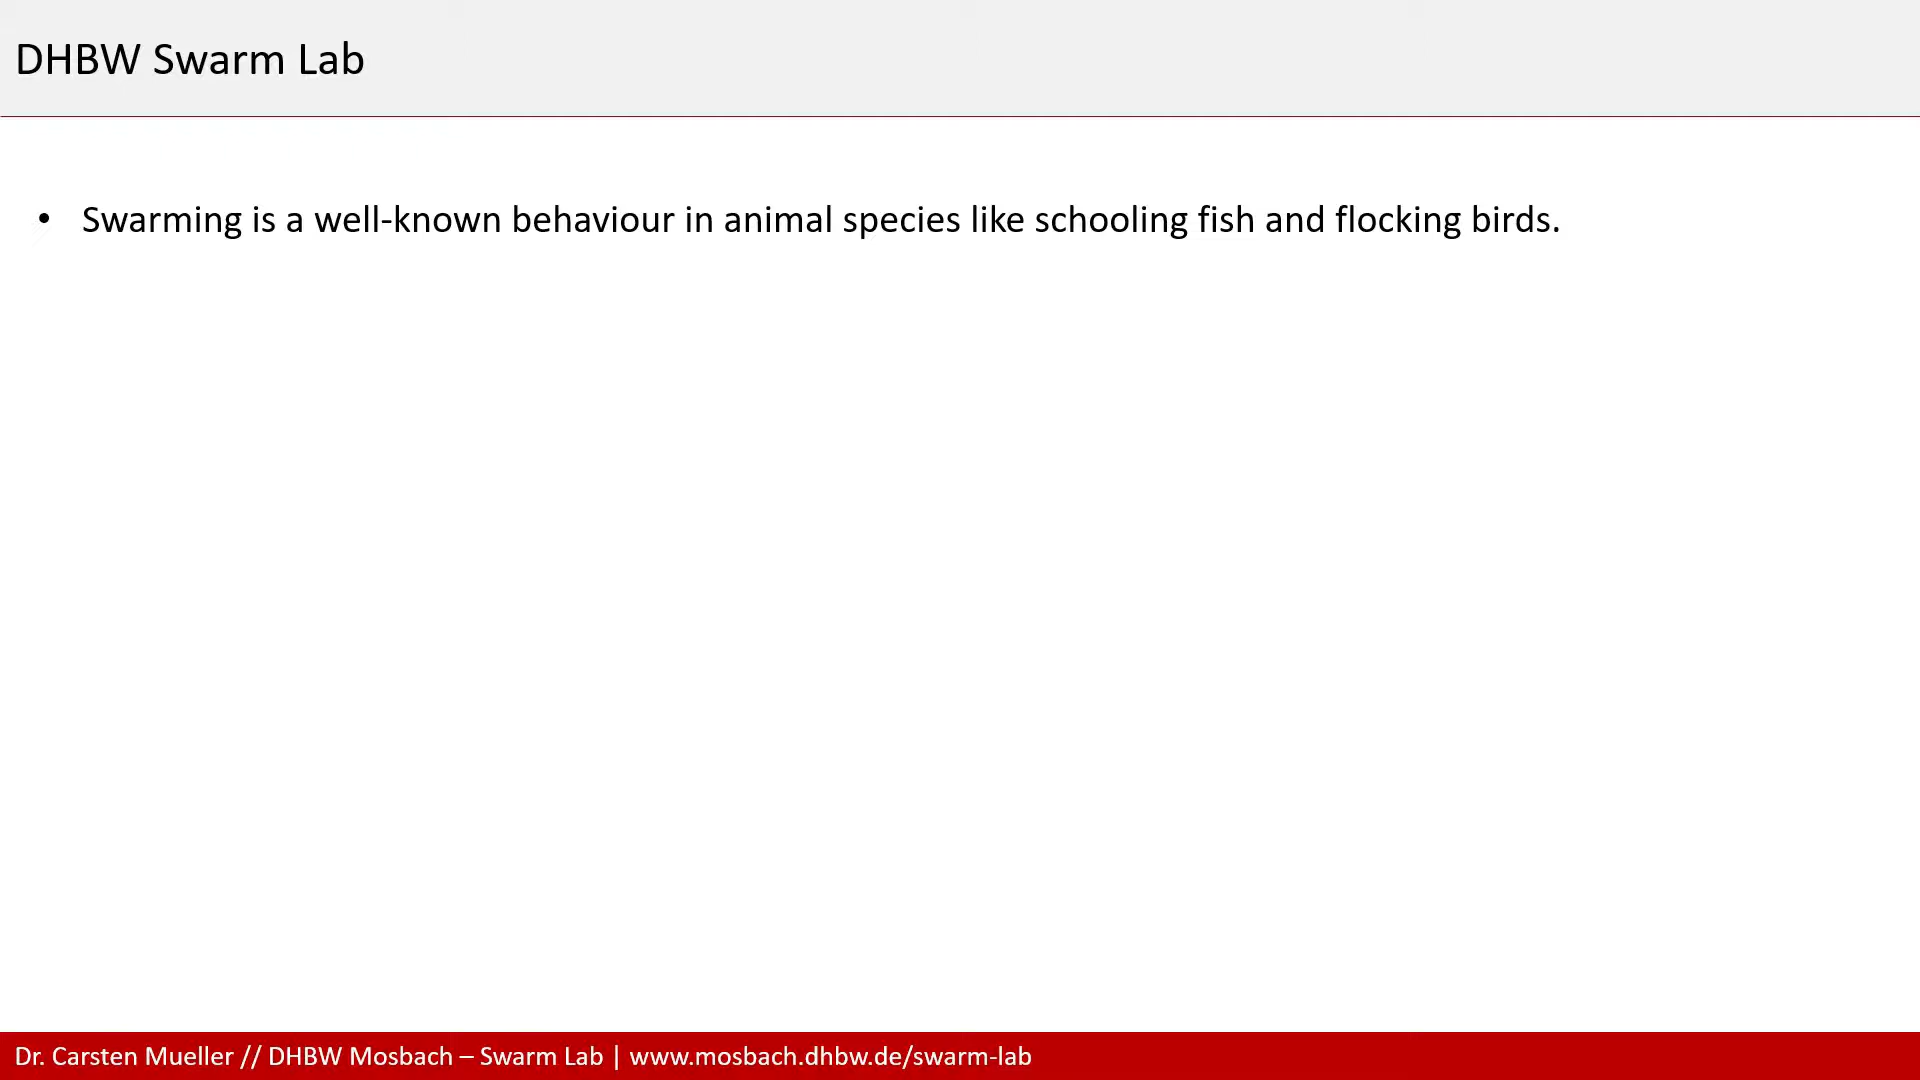 DHBW Swarm Lab
• Swarming is a well-known behaviour in animal species like schooling fish and flocking birds.
Dr. Carsten Mueller // DHBW Mosbach – Swarm Lab | www.mosbach.dhbw.de/swarm-lab